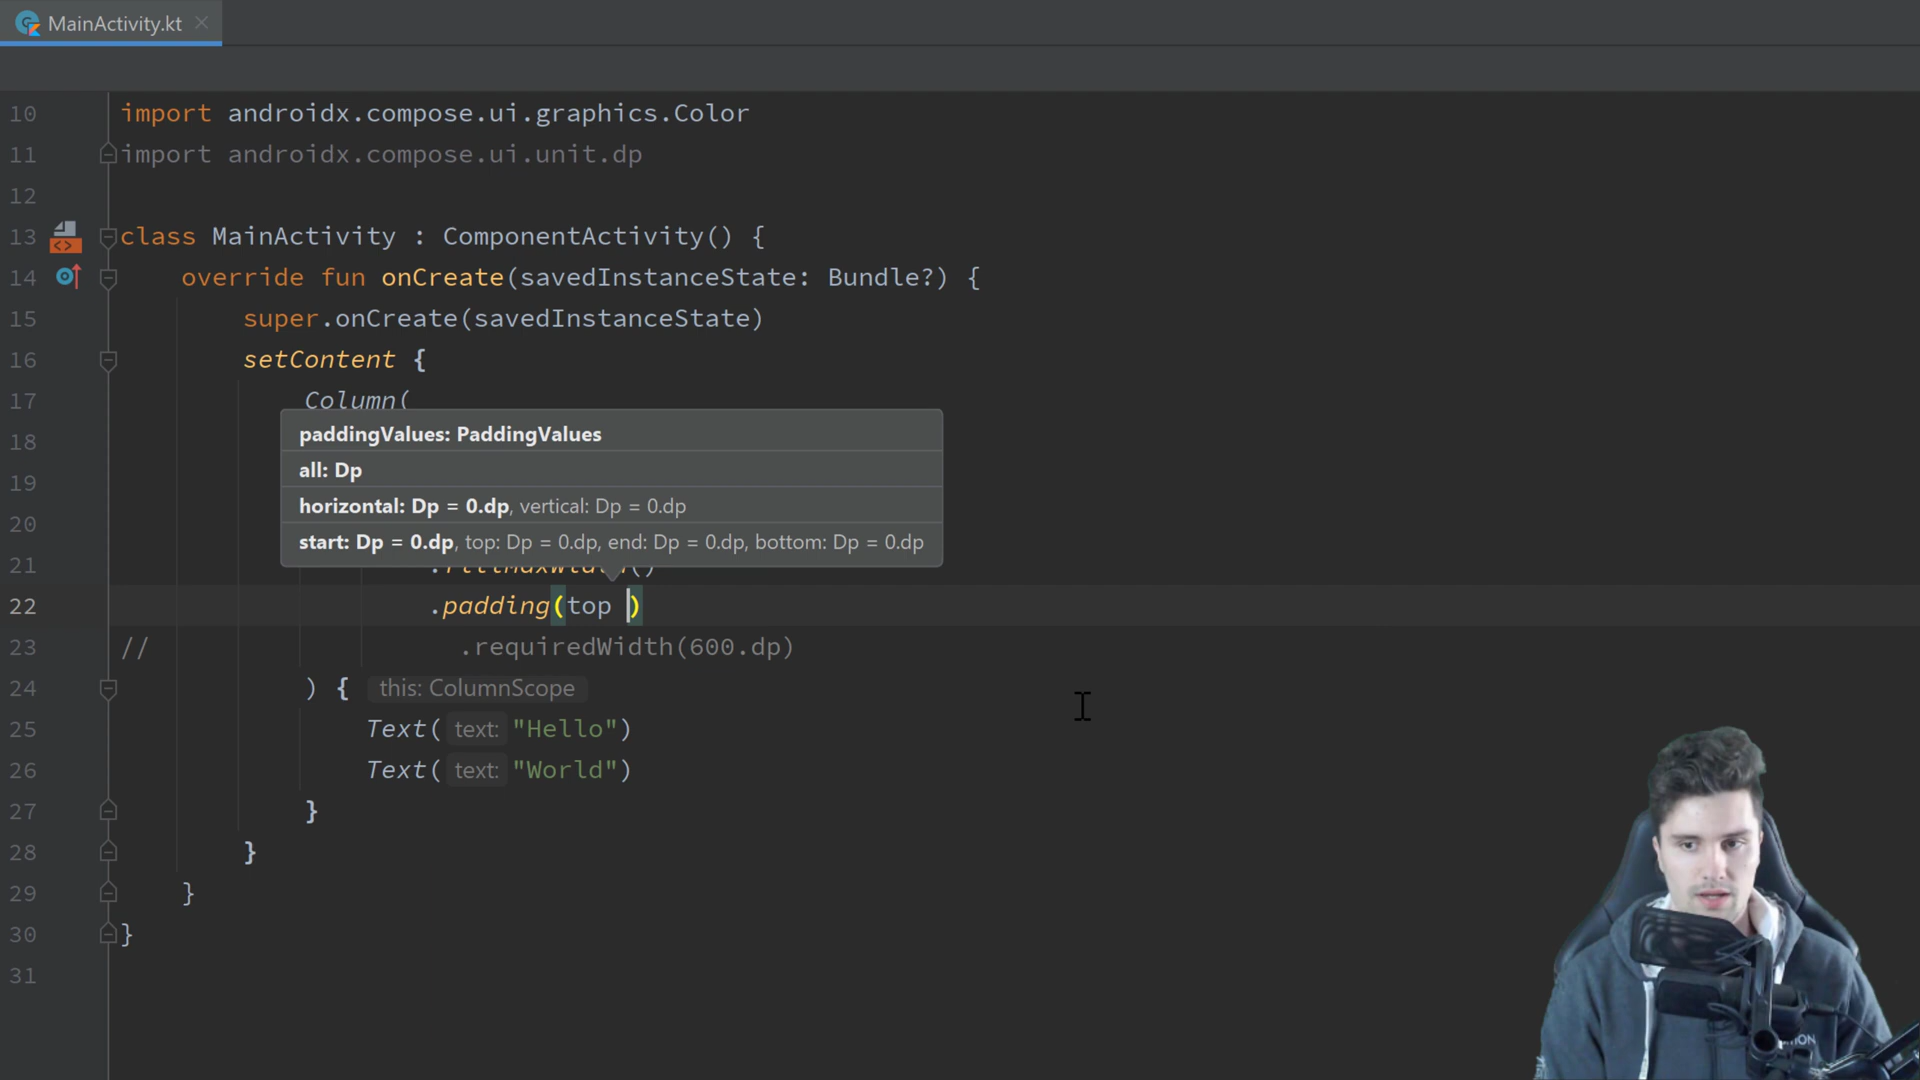 MainActivity.kt
10 import androidx.compose.ui.graphics.Color
11 import androidx.compose.ui.unit.dp
12
13 class MainActivity : ComponentActivity() {
14 override fun onCreate(savedInstanceState: Bundle?) {
15 super.onCreate(savedInstanceState)
16 setContent {
17 Column(
18 paddingValues: PaddingValues
all: Dp
19
horizontal: Dp = 0.dp, vertical: Dp = 0.dp
20
start: Dp = 0.dp, top: Dp = 0.dp, end: Dp = 0.dp, bottom: Dp = 0.dp
21 .fillMaxWidth()
22 .padding(top )
23 // .requiredWidth(600.dp)
24 ) { this: ColumnScope
25 Text( text: "Hello")
26 Text( text: "World")
27 }
28 }
29 }
30 }
31